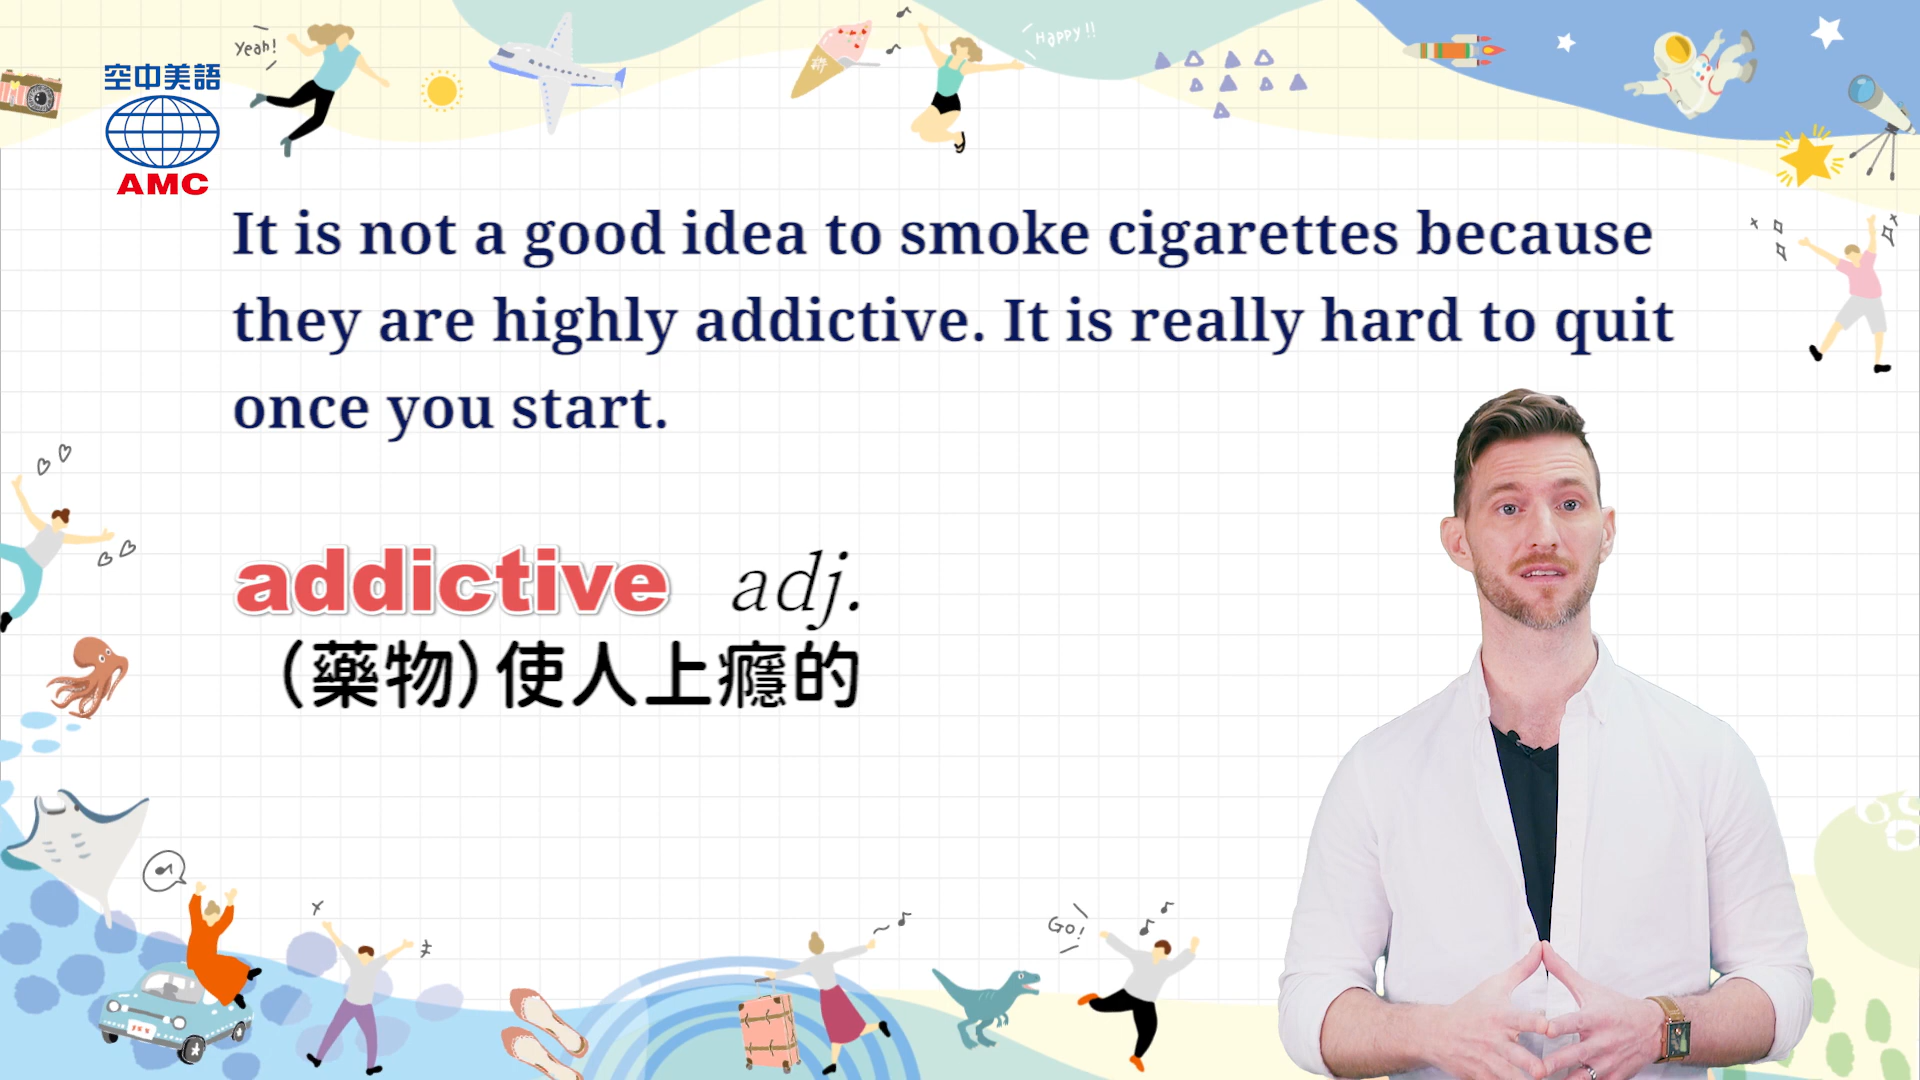 Yeah!
Happy!!
空中美語
AMC
It is not a good idea to smoke cigarettes because
they are highly addictive. It is really hard to quit
once you start.
addictive adj.
（藥物）使人上癮的
Go!